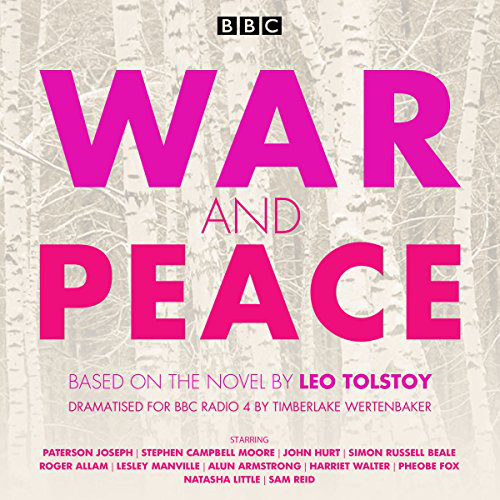 BBC
WAR
AND
PEACE
BASED ON THE NOVEL BY LEO TOLSTOY
DRAMATISED FOR BBC RADIO 4 BY TIMBERLAKE WERTENBAKER
STARRING
PATERSON JOSEPH | STEPHEN CAMPBELL MOORE | JOHN HURT | SIMON RUSSELL BEALE
ROGER ALLAM | LESLEY MANVILLE | ALUN ARMSTRONG | HARRIET WALTER | PHEOBE FOX
NATASHA LITTLE | SAM REID